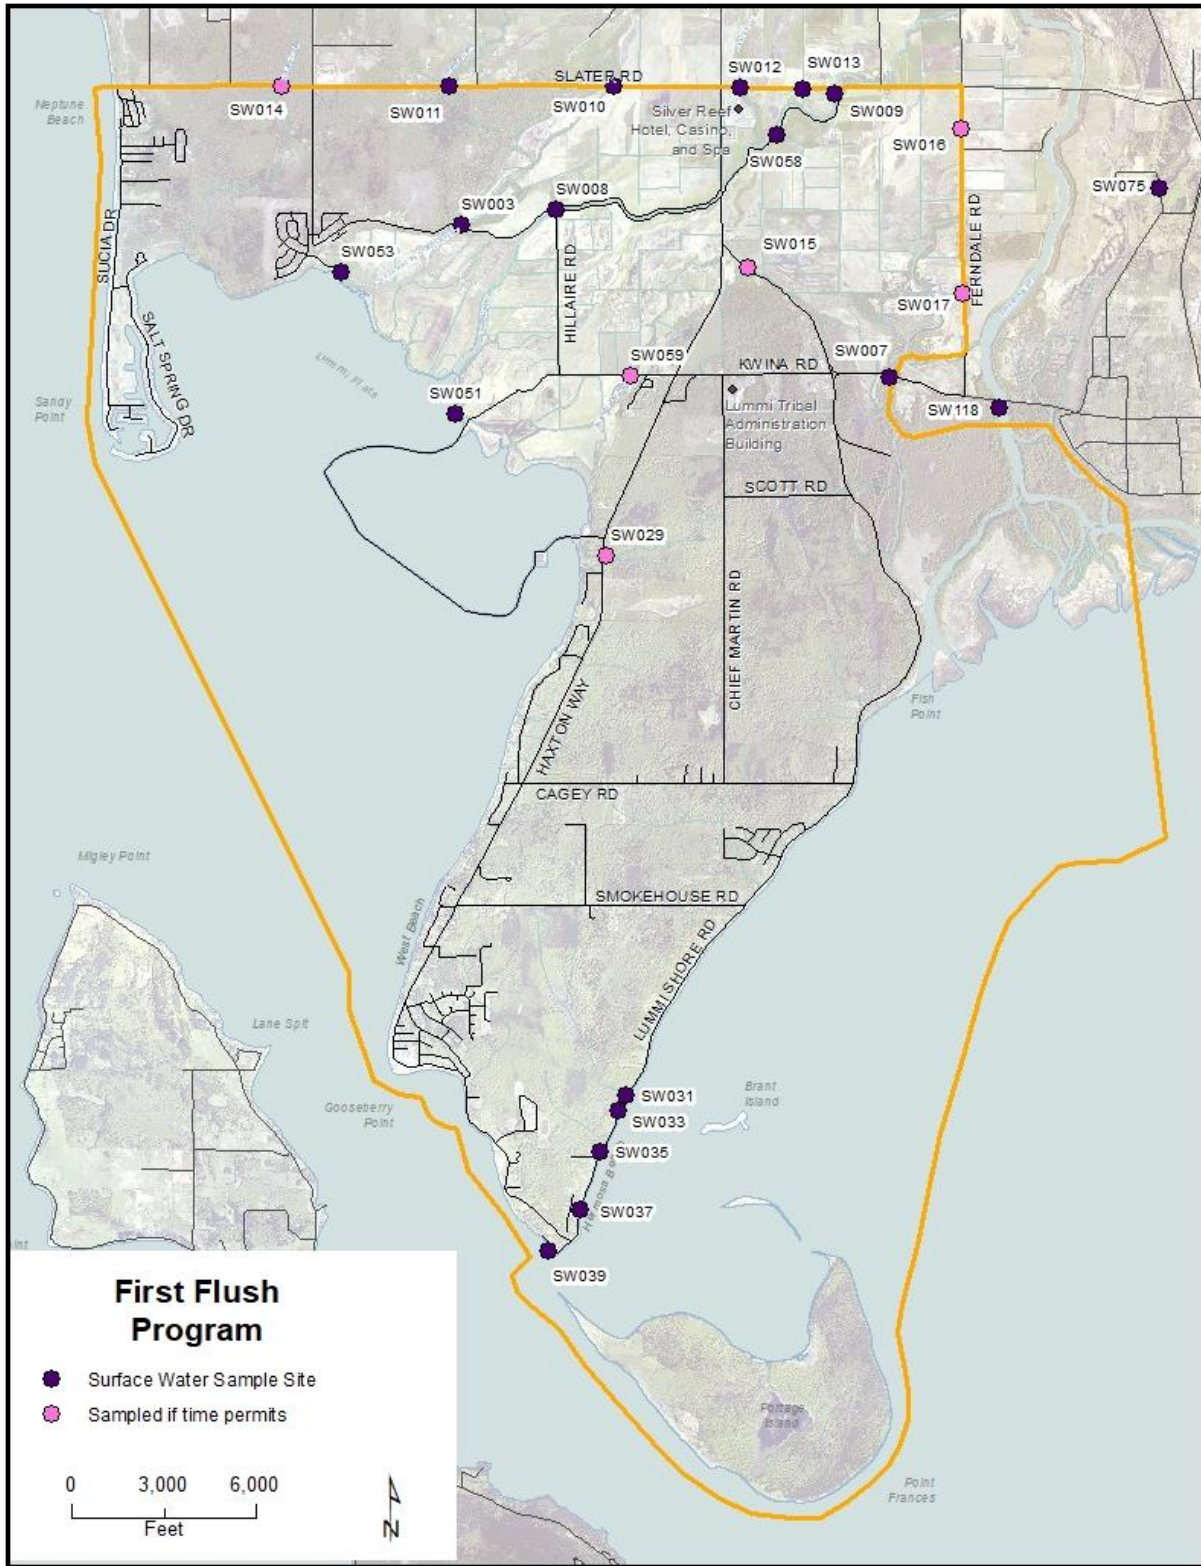 SLATER RD
SW012
SW013
SW014
SW011
SW010
SW009
Neptune
Beach
Silver Reef
Hotel, Casino,
and Spa
SW016
SW058
SW075
SW008
SW003
SUCIA DR
SW053
SW015
HILLAIRE RD
FERNDALE RD
SW017
SALT SPRING DR
Lummi Flats
SW059
KWINA RD
SW007
Sandy
Point
SW051
Lummi Tribal
Administration
Building
SW118
SCOTT RD
SW029
CHIEF MARTIN RD
HAXTON WAY
Fish
Point
CAGEY RD
Migley Point
SMOKEHOUSE RD
West Beach
LUMMI SHORE RD
Lane Spit
Gooseberry
Point
Brant
Island
SW031
SW033
SW035
SW037
SW039
Portage
Island
Point
Frances
First Flush
Program
Surface Water Sample Site
Sampled if time permits
0 3,000 6,000
Feet
N